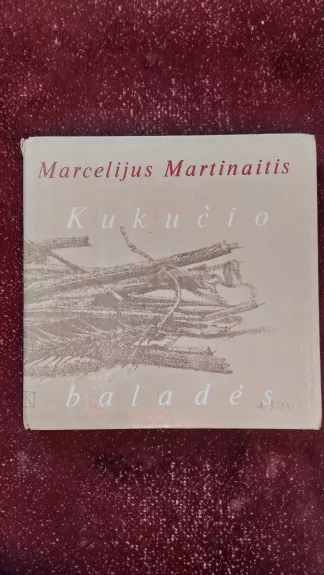 Marcelijus Martinaitis
Kukučio
baladės
K